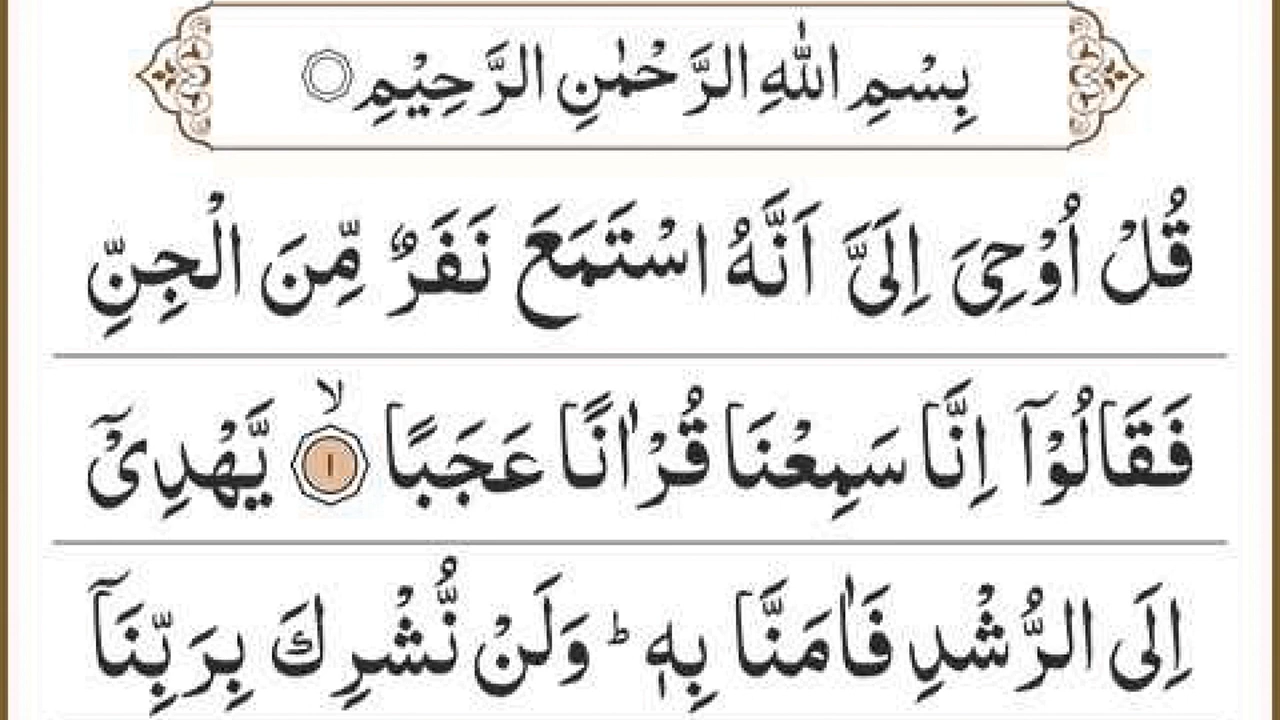 بِسْمِ اللّٰهِ الرَّحْمٰنِ الرَّحِيْمِ
قُلْ اُوْحِیَ اِلَیَّ اَنَّهُ اسْتَمَعَ نَفَرٌ مِّنَ الْجِنِّ
فَقَالُوْۤا اِنَّا سَمِعْنَا قُرْاٰنًا عَجَبًا ۙ‏ ١ یَّهْدِیْۤ
اِلَی الرُّشْدِ فَاٰمَنَّا بِهٖ ؕ وَلَنْ نُّشْرِكَ بِرَبِّنَاۤ